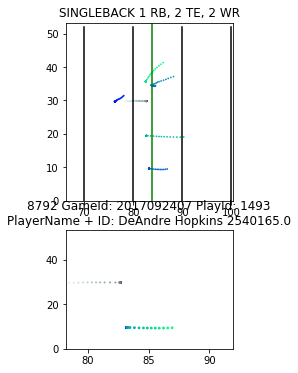 SINGLEBACK 1 RB, 2 TE, 2 WR
50
40
30
20
10
0
70 80 90 100
8792 GameId: 2017092407 PlayId: 1493
PlayerName + ID: DeAndre Hopkins 2540165.0
40
20
0
80 85 90